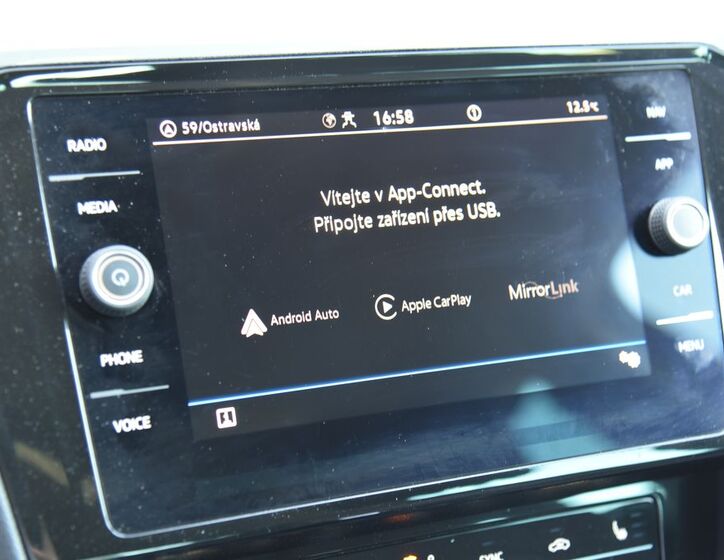 59/Ostravská
16:58
12.5°C
RADIO
NAV
MEDIA
APP
Vítejte v App-Connect.
Připojte zařízení přes USB.
Android Auto
Apple CarPlay
MirrorLink
CAR
PHONE
MENU
VOICE
SYNC